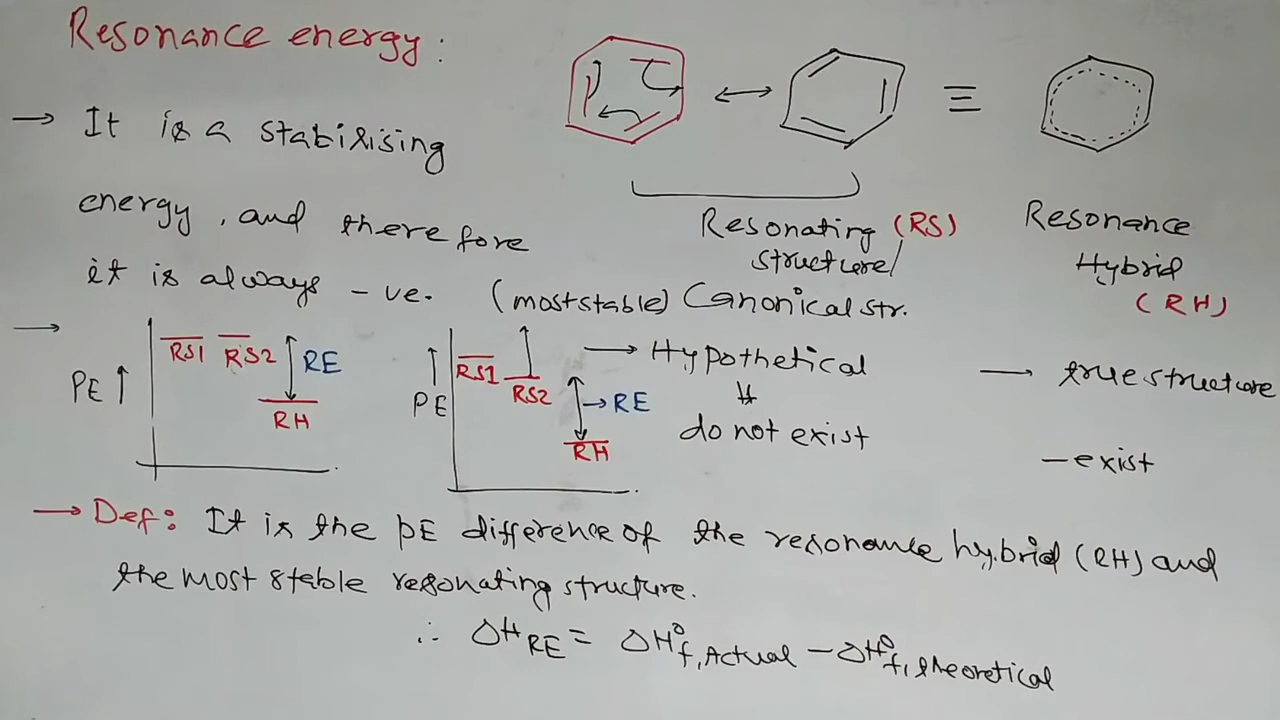 Resonance energy:
→ It is a stabilising
energy, and therefore
it is always -ve.
Resonating (RS)
structure/
(most stable) Canonical str.
Resonance
Hybrid
(RH)
→
PE ↑
RS1 RS2 RE
RH
PE ↑
RS1
RS2
→ RE
RH
→ Hypothetical
do not exist
→ true structure
- exist
→ Def: It is the PE difference of the resonance hybrid (RH) and
the most stable resonating structure.
∴ ΔH RE = ΔH°f, Actual - ΔH°f, theoretical